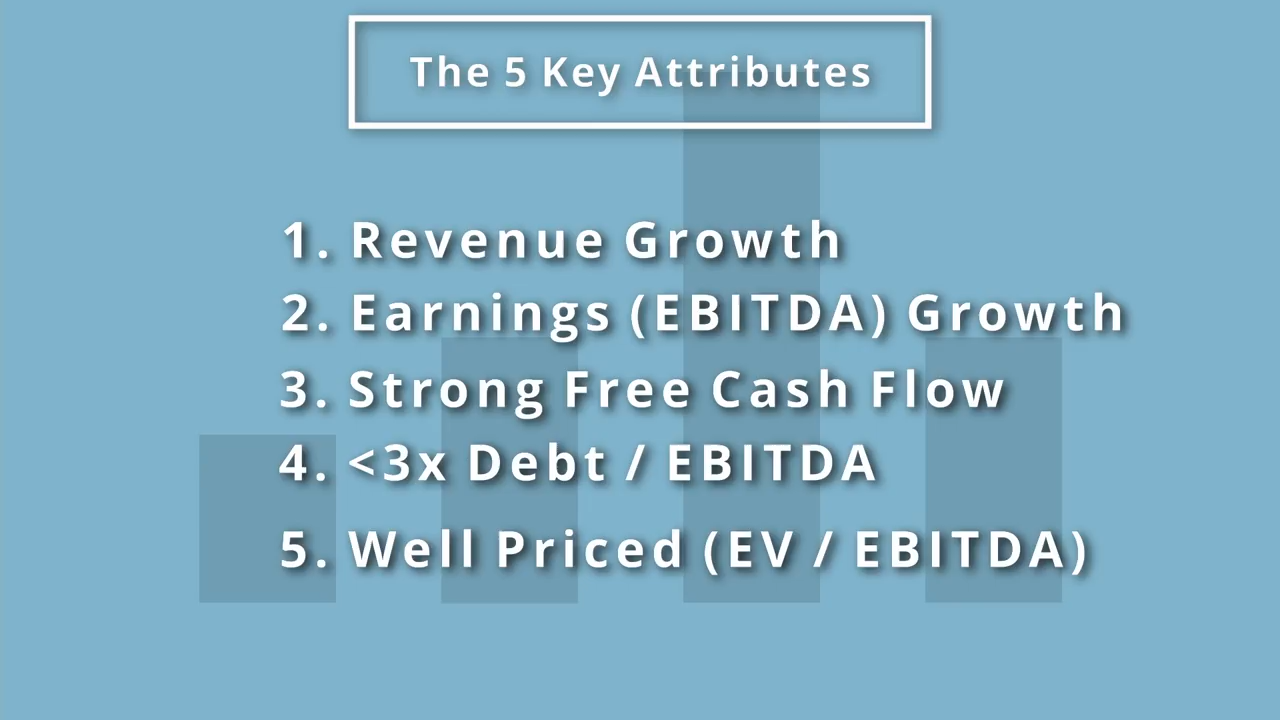 The 5 Key Attributes
1. Revenue Growth
2. Earnings (EBITDA) Growth
3. Strong Free Cash Flow
4. <3x Debt / EBITDA
5. Well Priced (EV / EBITDA)